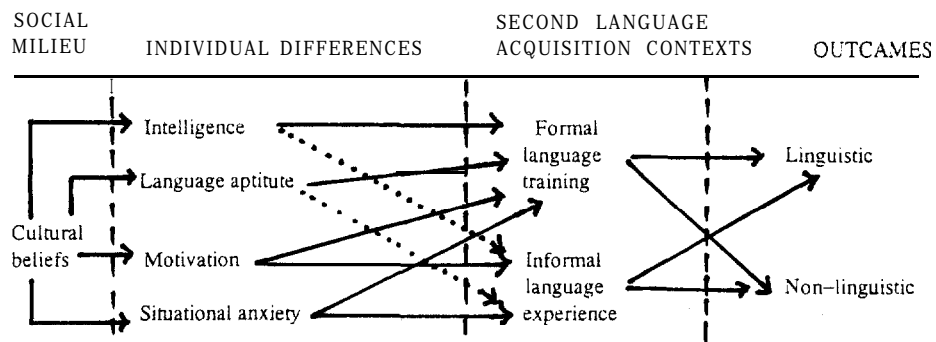 SOCIAL
MILIEU
INDIVIDUAL DIFFERENCES
SECOND LANGUAGE
ACQUISITION CONTEXTS
OUTCAMES
Cultural
beliefs
Intelligence
Language aptitute
Motivation
Situational anxiety
Formal
language
training
Informal
language
experience
Linguistic
Non-linguistic